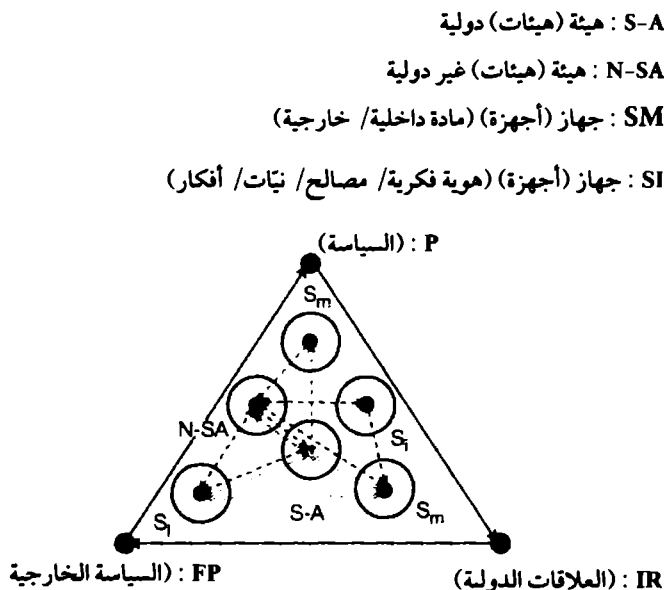 S-A : هيئة (هيئات) دولية
N-SA : هيئة (هيئات) غير دولية
SM : جهاز (أجهزة) (مادة داخلية/ خارجية)
SI : جهاز (أجهزة) (هوية فكرية/ مصالح/ نيّات/ أفكار)
P : (السياسة)
Sm
N-SA
Si
S-A
Sm
Si
FP : (السياسة الخارجية
IR : (العلاقات الدولية)